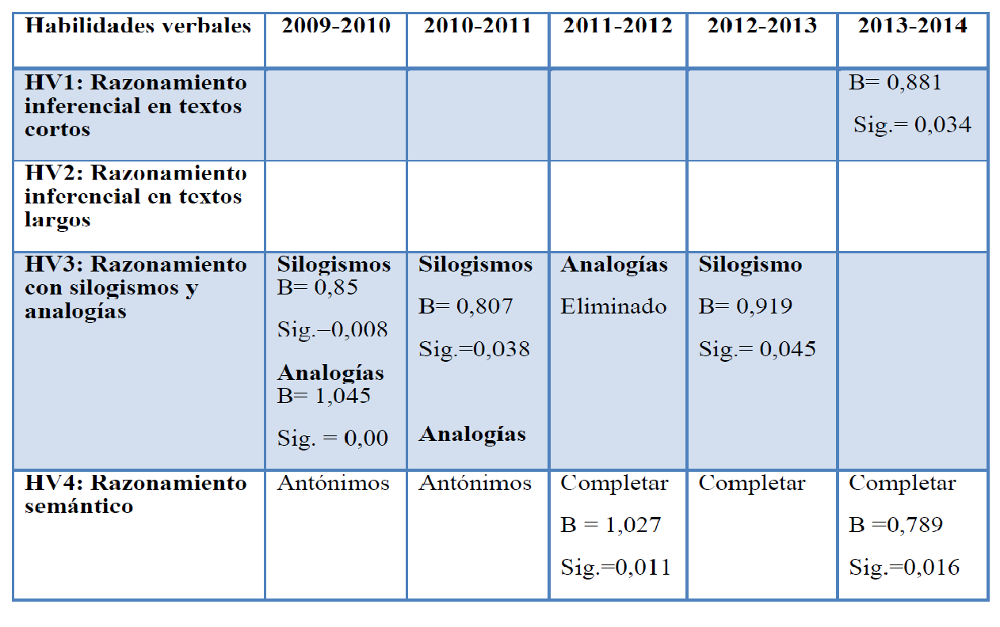 Habilidades verbales 2009-2010 2010-2011 2011-2012 2012-2013 2013-2014
HV1: Razonamiento
inferencial en textos
cortos
B= 0,881
Sig.= 0,034
HV2: Razonamiento
inferencial en textos
largos
HV3: Razonamiento
con silogismos y
analogías
Silogismos
B= 0,85
Sig.–0,008
Analogías
B= 1,045
Sig. = 0,00
Silogismos
B= 0,807
Sig.=0,038
Analogías
Analogías
Eliminado
Silogismo
B= 0,919
Sig.= 0,045
HV4: Razonamiento
semántico
Antónimos
Antónimos
Completar
B = 1,027
Sig.=0,011
Completar
Completar
B =0,789
Sig.=0,016